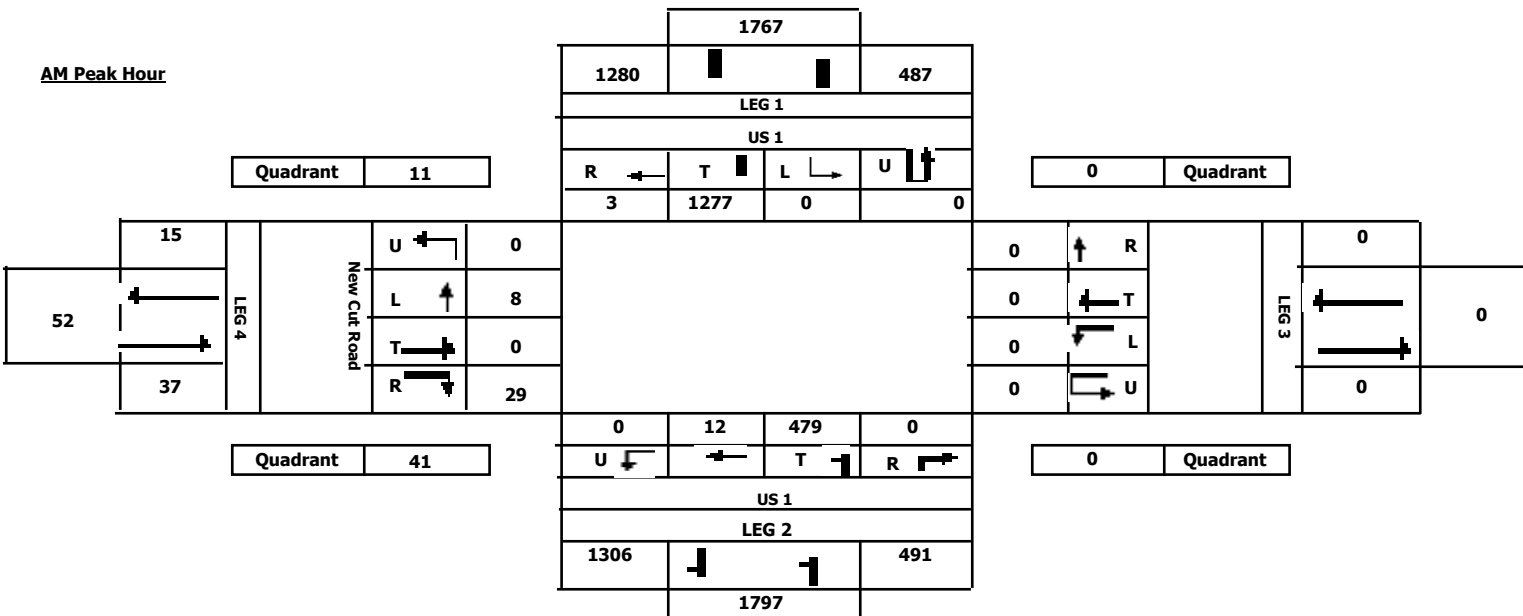 1767
AM Peak Hour
1280 487
LEG 1
US 1
Quadrant 11
R T L U
0 Quadrant
3 1277 0 0
15
U 0
0 R
0
New Cut Road
L 8
0 T
52
LEG 4
LEG 3
0
T 0
0 L
37
R 29
0 U
0
0 12 479 0
Quadrant 41
U T R
0 Quadrant
US 1
LEG 2
1306 491
1797